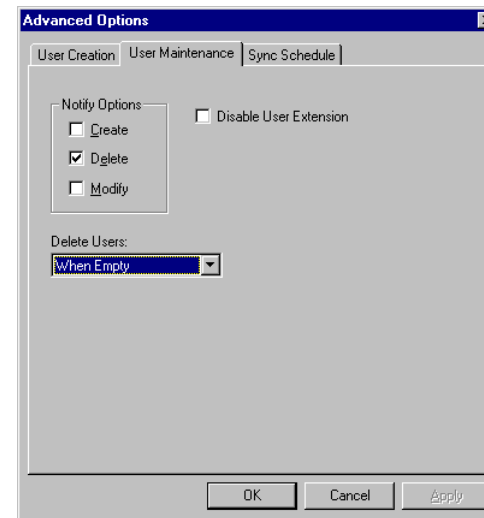 Advanced Options
User Creation User Maintenance Sync Schedule
Notify Options
Create
Disable User Extension
Delete
Modify
Delete Users:
When Empty
OK Cancel Apply